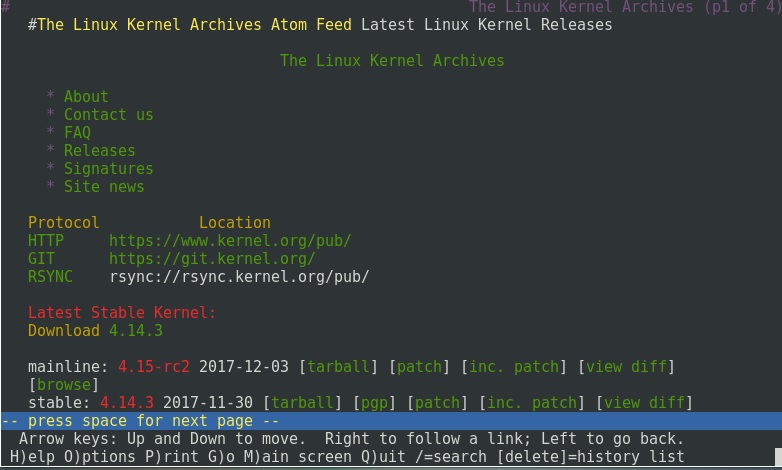 # The Linux Kernel Archives (p1 of 4)
#The Linux Kernel Archives Atom Feed Latest Linux Kernel Releases
The Linux Kernel Archives
* About
* Contact us
* FAQ
* Releases
* Signatures
* Site news
Protocol Location
HTTP https://www.kernel.org/pub/
GIT https://git.kernel.org/
RSYNC rsync://rsync.kernel.org/pub/
Latest Stable Kernel:
Download 4.14.3
mainline: 4.15-rc2 2017-12-03 [tarball] [patch] [inc. patch] [view diff]
[browse]
stable: 4.14.3 2017-11-30 [tarball] [pgp] [patch] [inc. patch] [view diff]
-- press space for next page --
Arrow keys: Up and Down to move. Right to follow a link; Left to go back.
H)elp O)ptions P)rint G)o M)ain screen Q)uit /=search [delete]=history list